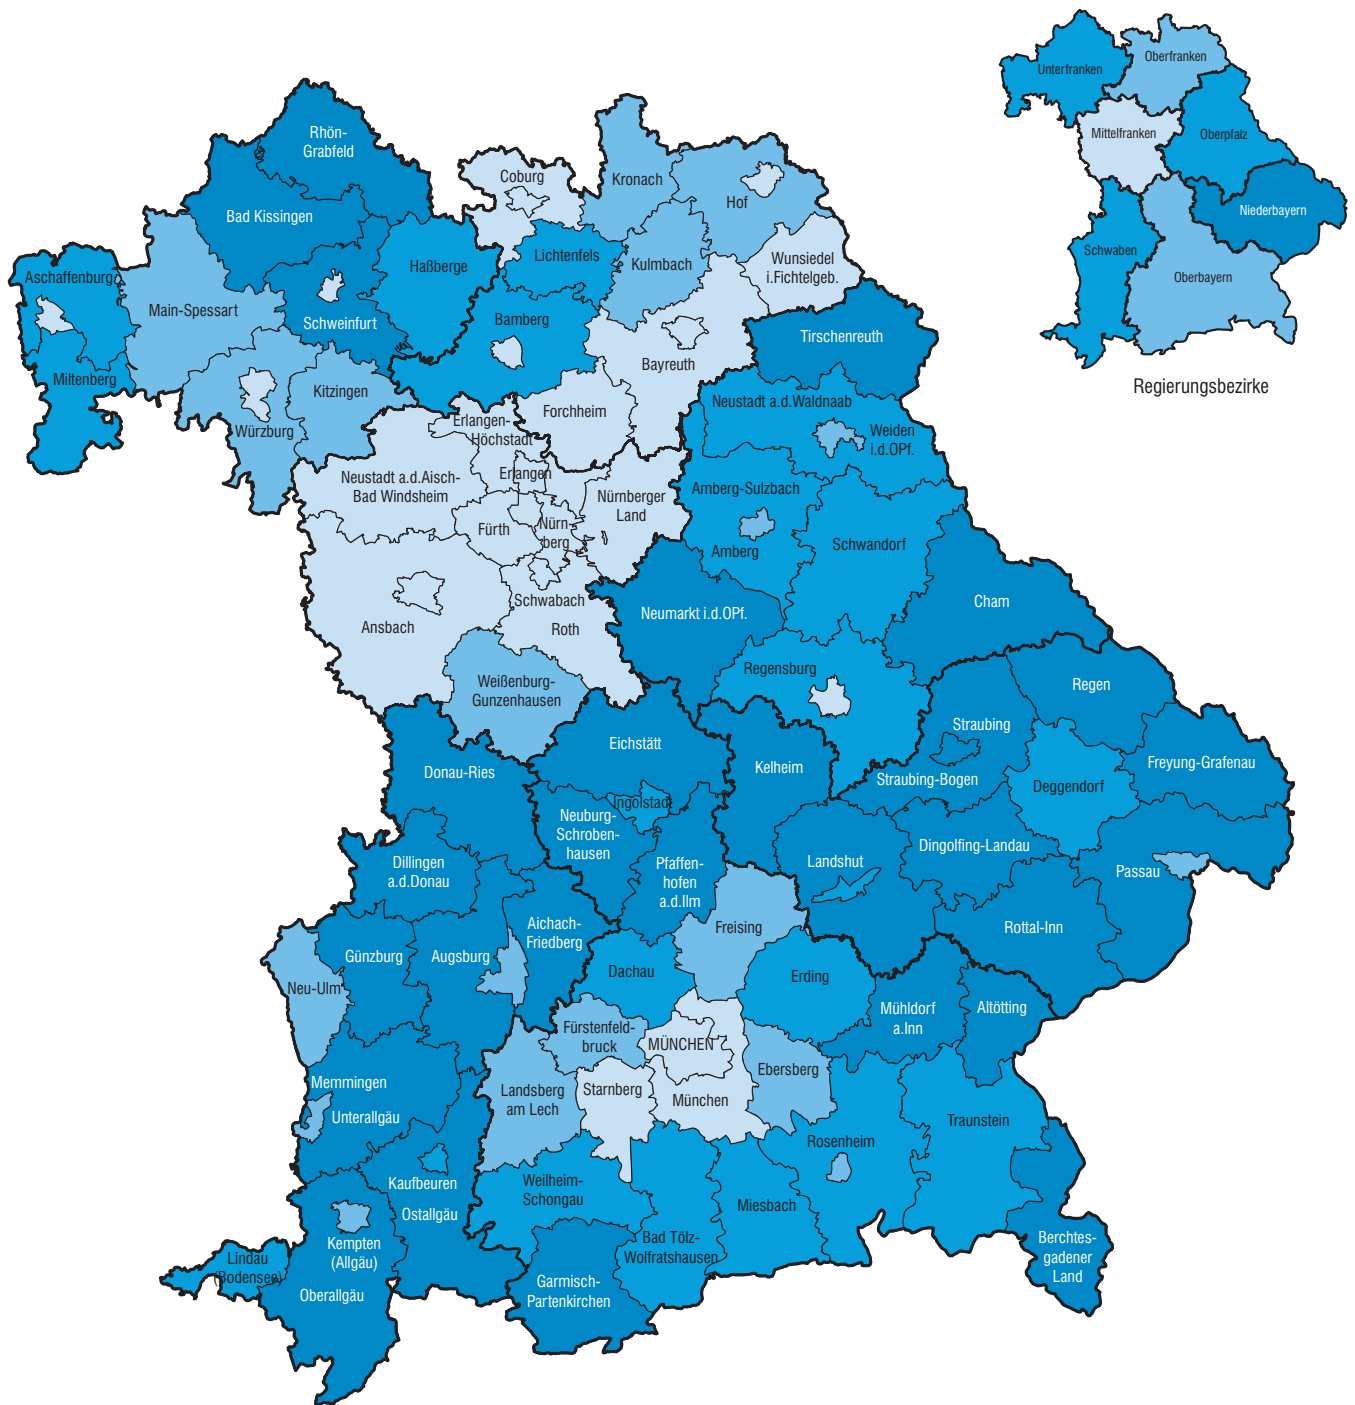 Unterfranken
Oberfranken
Mittelfranken
Oberpfalz
Niederbayern
Schwaben
Oberbayern
Regierungsbezirke
Rhön-
Grabfeld
Bad Kissingen
Coburg
Kronach
Hof
Lichtenfels
Kulmbach
Wunsiedel
i.Fichtelgeb.
Aschaffenburg
Haßberge
Main-Spessart
Schweinfurt
Bamberg
Bayreuth
Tirschenreuth
Miltenberg
Kitzingen
Würzburg
Forchheim
Erlangen-
Höchstadt
Neustadt a.d.Waldnaab
Weiden
i.d.OPf.
Neustadt a.d.Aisch-
Bad Windsheim
Erlangen
Nürnberger
Land
Amberg-Sulzbach
Fürth
Nürn-
berg
Amberg
Schwandorf
Schwabach
Ansbach
Roth
Neumarkt i.d.OPf.
Cham
Weißenburg-
Gunzenhausen
Regensburg
Regen
Straubing
Eichstätt
Donau-Ries
Kelheim
Straubing-Bogen
Freyung-Grafenau
Deggendorf
Ingolstadt
Neuburg-
Schroben-
hausen
Dingolfing-Landau
Dillingen
a.d.Donau
Pfaffen-
hofen
a.d.Ilm
Landshut
Passau
Aichach-
Friedberg
Freising
Rottal-Inn
Günzburg
Augsburg
Neu-Ulm
Dachau
Erding
Mühldorf
a.Inn
Altötting
Fürstenfeld-
bruck
MÜNCHEN
Ebersberg
Memmingen
Unterallgäu
Landsberg
am Lech
Starnberg
München
Traunstein
Rosenheim
Kaufbeuren
Ostallgäu
Weilheim-
Schongau
Miesbach
Kempten
(Allgäu)
Bad Tölz-
Wolfratshausen
Berchtes-
gadener
Land
Lindau
(Bodensee)
Oberallgäu
Garmisch-
Partenkirchen